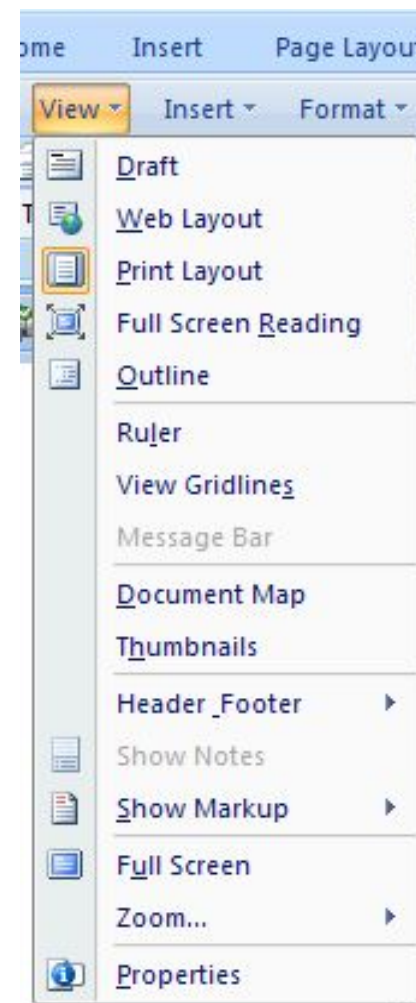 ome Insert Page Layou
View Insert Format
T
Draft
Web Layout
Print Layout
Full Screen Reading
Outline
Ruler
View Gridlines
Message Bar
Document Map
Thumbnails
Header _Footer
Show Notes
Show Markup
Full Screen
Zoom...
Properties